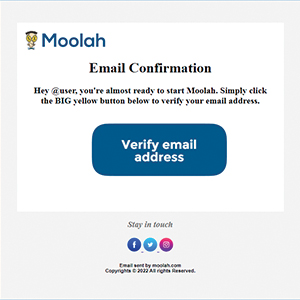 Moolah
Email Confirmation
Hey @user, you're almost ready to start Moolah. Simply click
the BIG yellow button below to verify your email address.
Verify email
address
Stay in touch
Email sent by moolah.com
Copyrights © 2022 All rights Reserved.